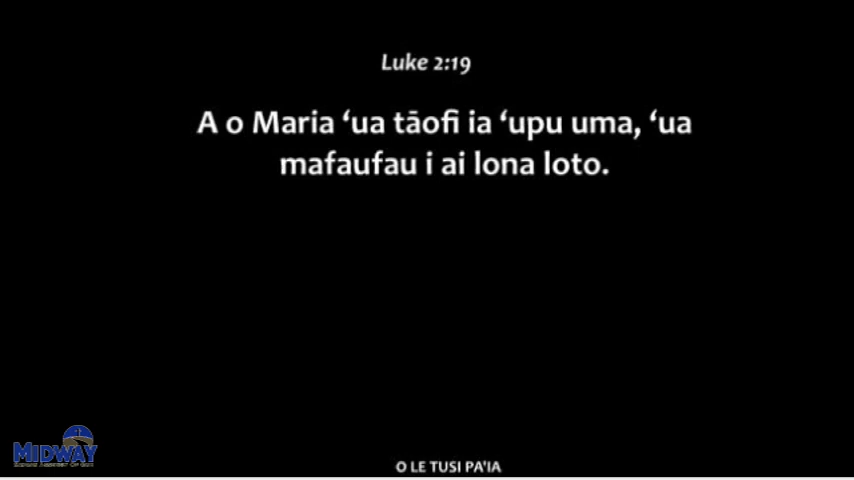 Luke 2:19
A o Maria ‘ua tāofi ia ‘upu uma, ‘ua
mafaufau i ai lona loto.
MIDWAY
O LE TUSI PA'IA